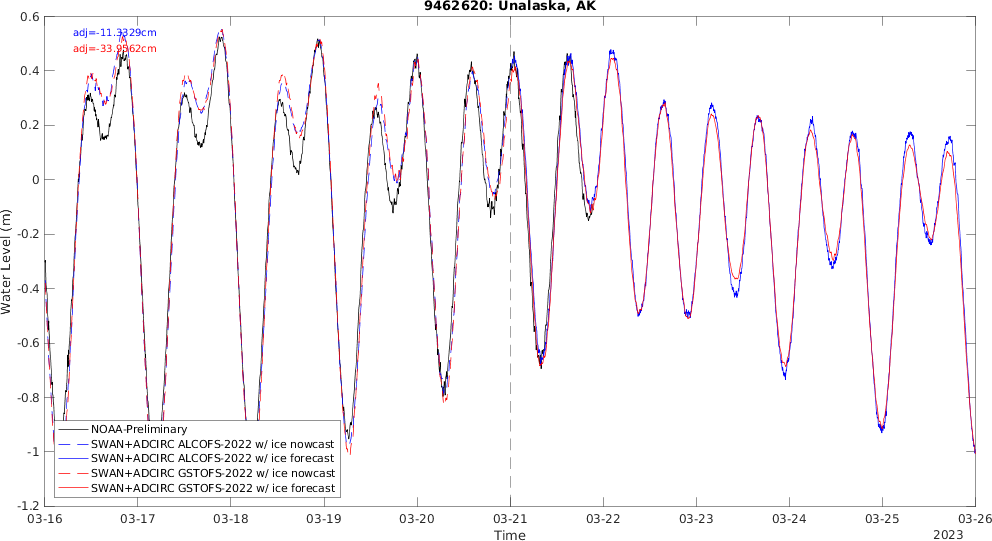 9462620: Unalaska, AK
0.6
adj=-11.3329cm
adj=-33.9562cm
0.4
0.2
0
-0.2
-0.4
-0.6
-0.8
-1
-1.2
Water Level (m)
NOAA-Preliminary
SWAN+ADCIRC ALCOFS-2022 w/ ice nowcast
SWAN+ADCIRC ALCOFS-2022 w/ ice forecast
SWAN+ADCIRC GSTOFS-2022 w/ ice nowcast
SWAN+ADCIRC GSTOFS-2022 w/ ice forecast
03-16 03-17 03-18 03-19 03-20 03-21 03-22 03-23 03-24 03-25 03-26
Time
2023